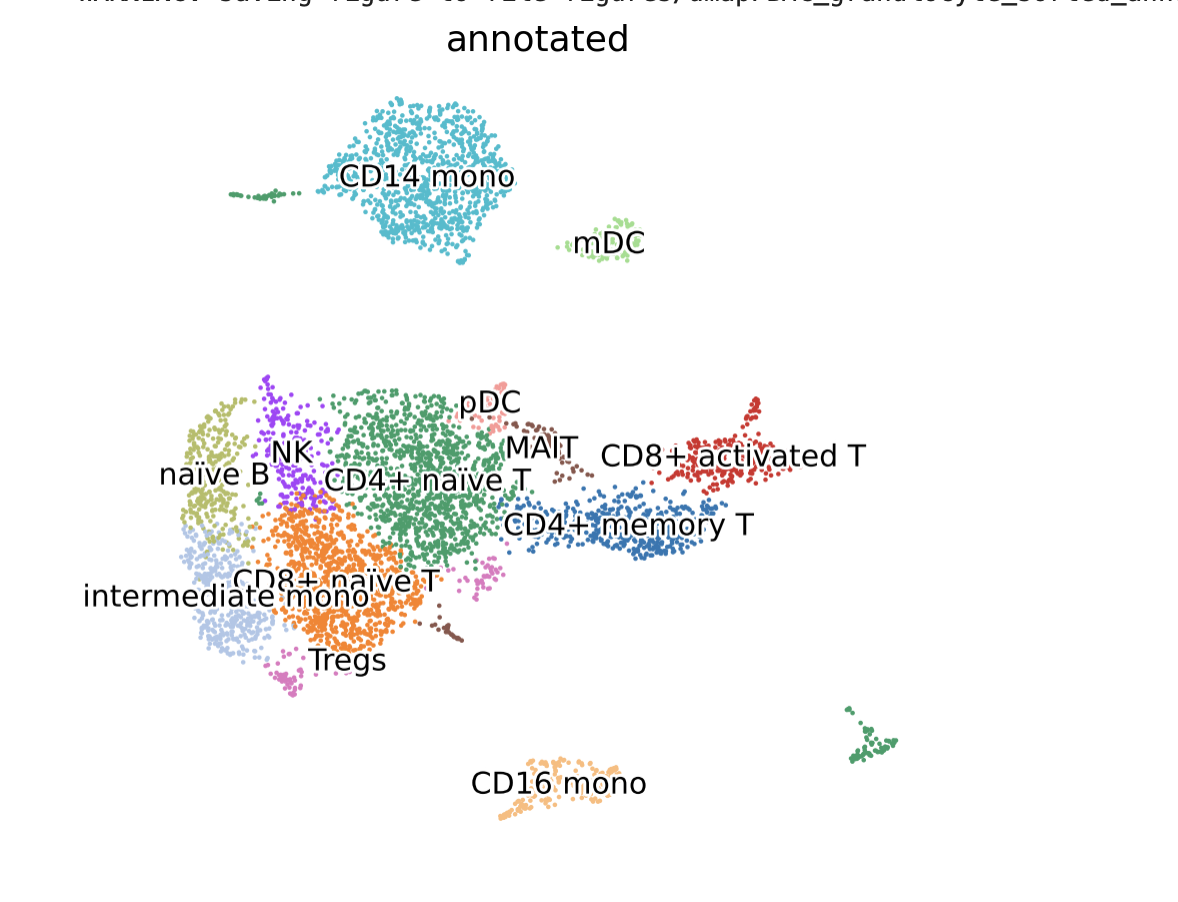 annotated
CD14 mono
mDC
pDC
NK
MAIT
CD8+ activated T
naïve B
CD4+ naïve T
CD4+ memory T
CD8+ naïve T
intermediate mono
Tregs
CD16 mono